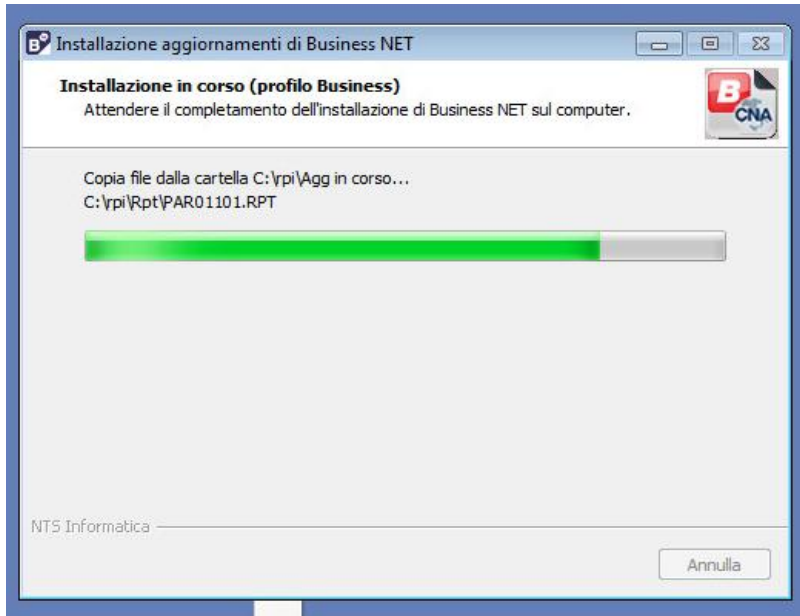 Installazione aggiornamenti di Business NET
Installazione in corso (profilo Business)
Attendere il completamento dell'installazione di Business NET sul computer.
B
CNA
Copia file dalla cartella C:\rpi\Agg in corso...
C:\rpi\Rpt\PAR01101.RPT
NTS Informatica
Annulla